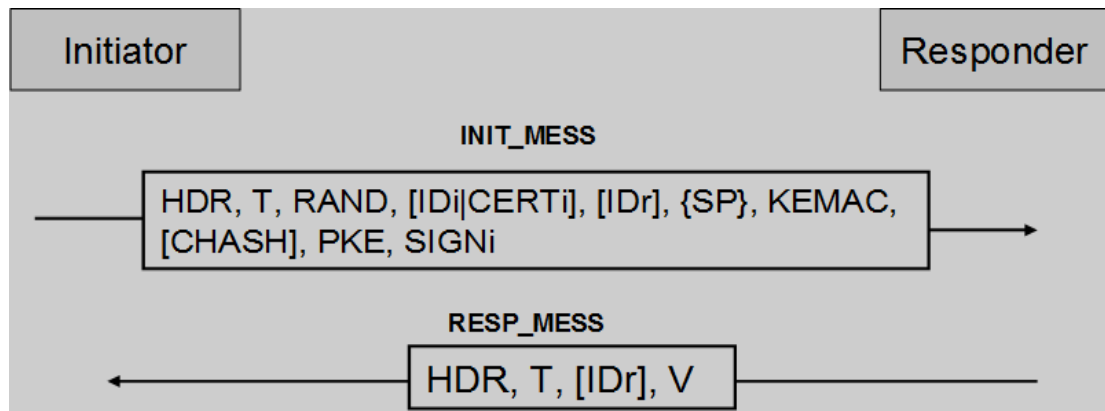 Initiator
Responder
INIT_MESS
HDR, T, RAND, [IDi|CERTi], [IDr], {SP}, KEMAC,
[CHASH], PKE, SIGNi
RESP_MESS
HDR, T, [IDr], V